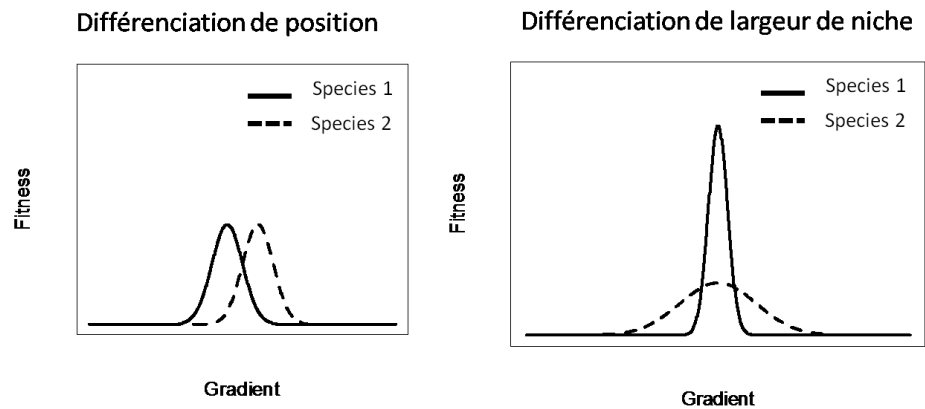 Différenciation de position
Species 1
Species 2
Fitness
Gradient
Différenciation de largeur de niche
Species 1
Species 2
Fitness
Gradient